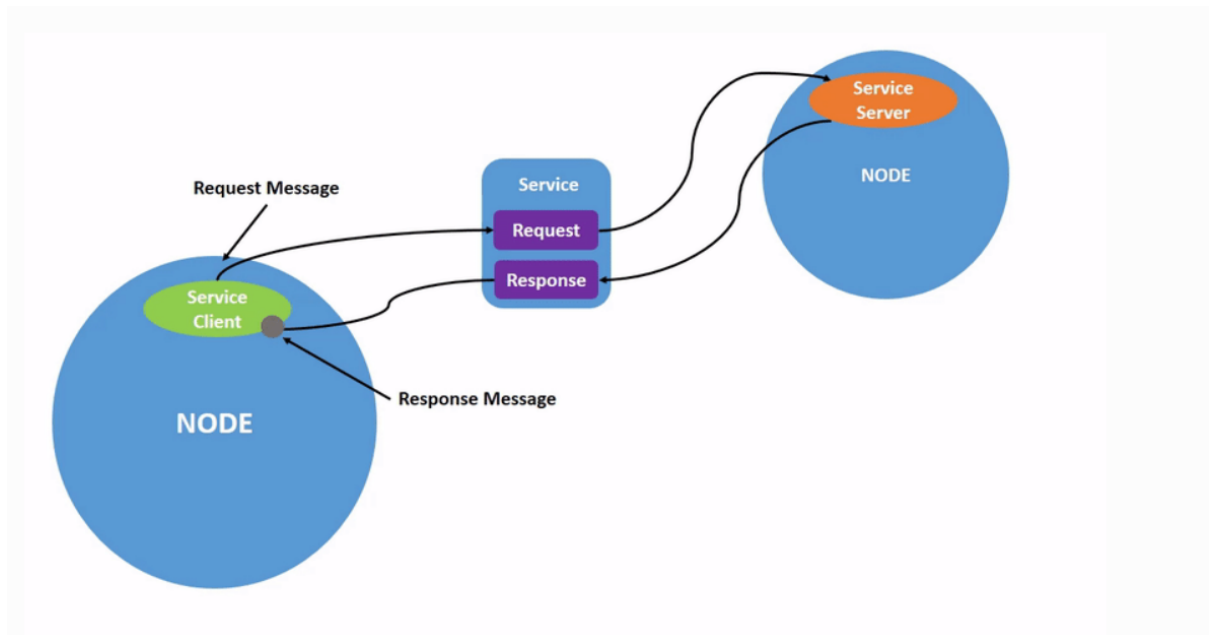 Service
Server
NODE
Service
Request Message
Request
Response
Service
Client
Response Message
NODE